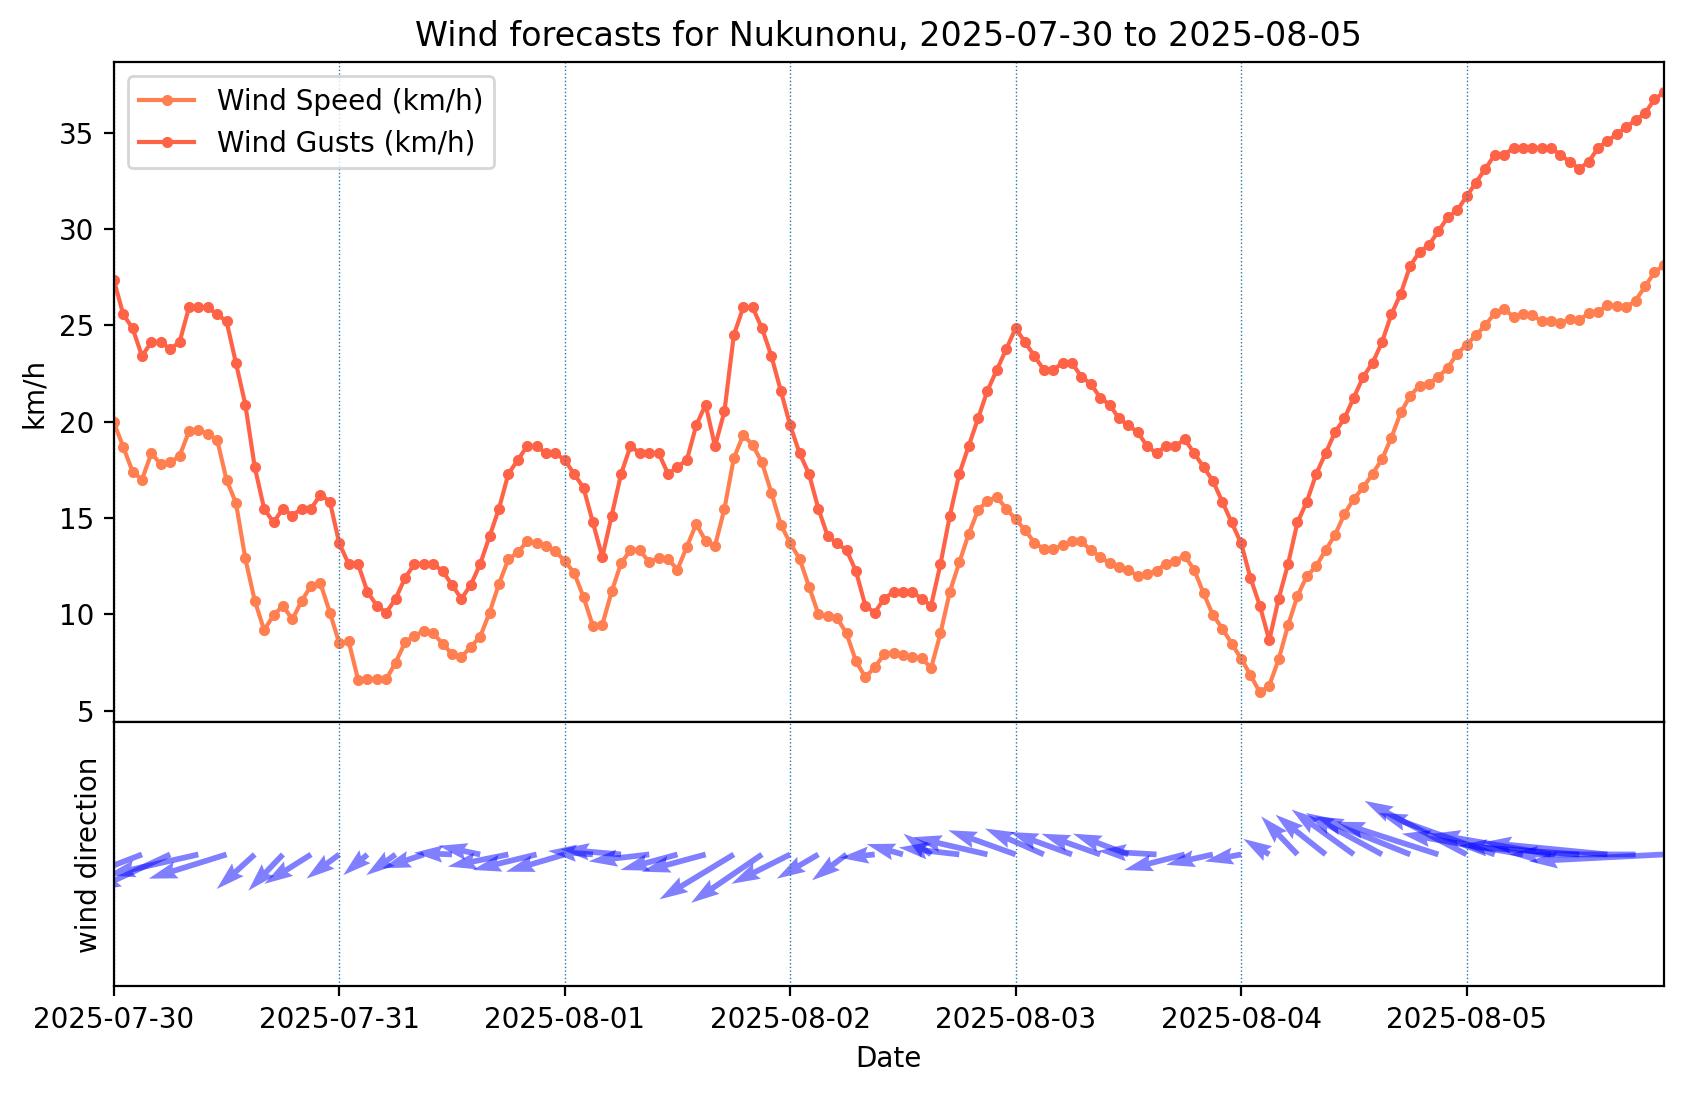 Wind forecasts for Nukunonu, 2025-07-30 to 2025-08-05
Wind Speed (km/h)
Wind Gusts (km/h)
35
30
25
20
15
10
5
km/h
wind direction
2025-07-30
2025-07-31
2025-08-01
2025-08-02
2025-08-03
2025-08-04
2025-08-05
Date